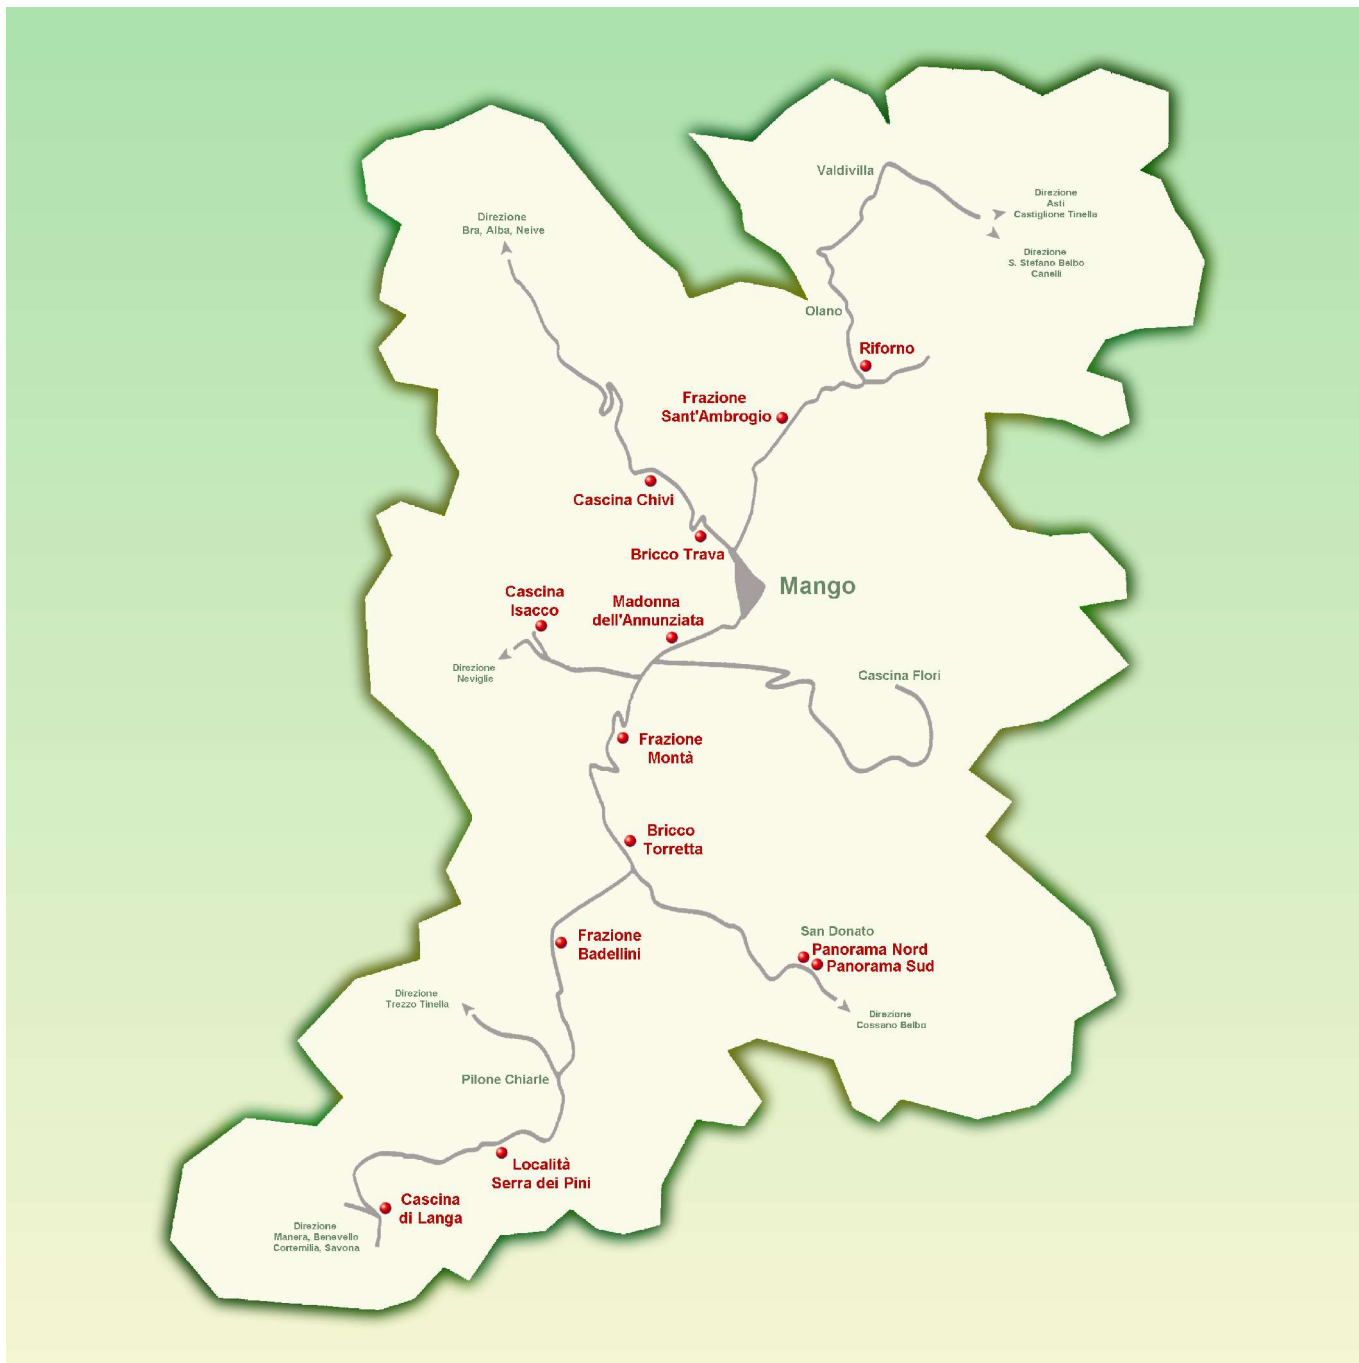 Valdivilla
Direzione
Asti
Castiglione Tinella
Direzione
Bra, Alba, Neive
Direzione
S. Stefano Belbo
Canelli
Olano
Riforno
Frazione
Sant'Ambrogio
Cascina Chivi
Bricco Trava
Mango
Cascina
Isacco
Madonna
dell'Annunziata
Direzione
Neviglie
Cascina Flori
Frazione
Montà
Bricco
Torretta
San Donato
Frazione
Badellini
Panorama Nord
Panorama Sud
Direzione
Trezzo Tinella
Direzione
Cossano Belbo
Pilone Chiarle
Località
Serra dei Pini
Cascina
di Langa
Direzione
Manera, Benevello
Cortemilia, Savona